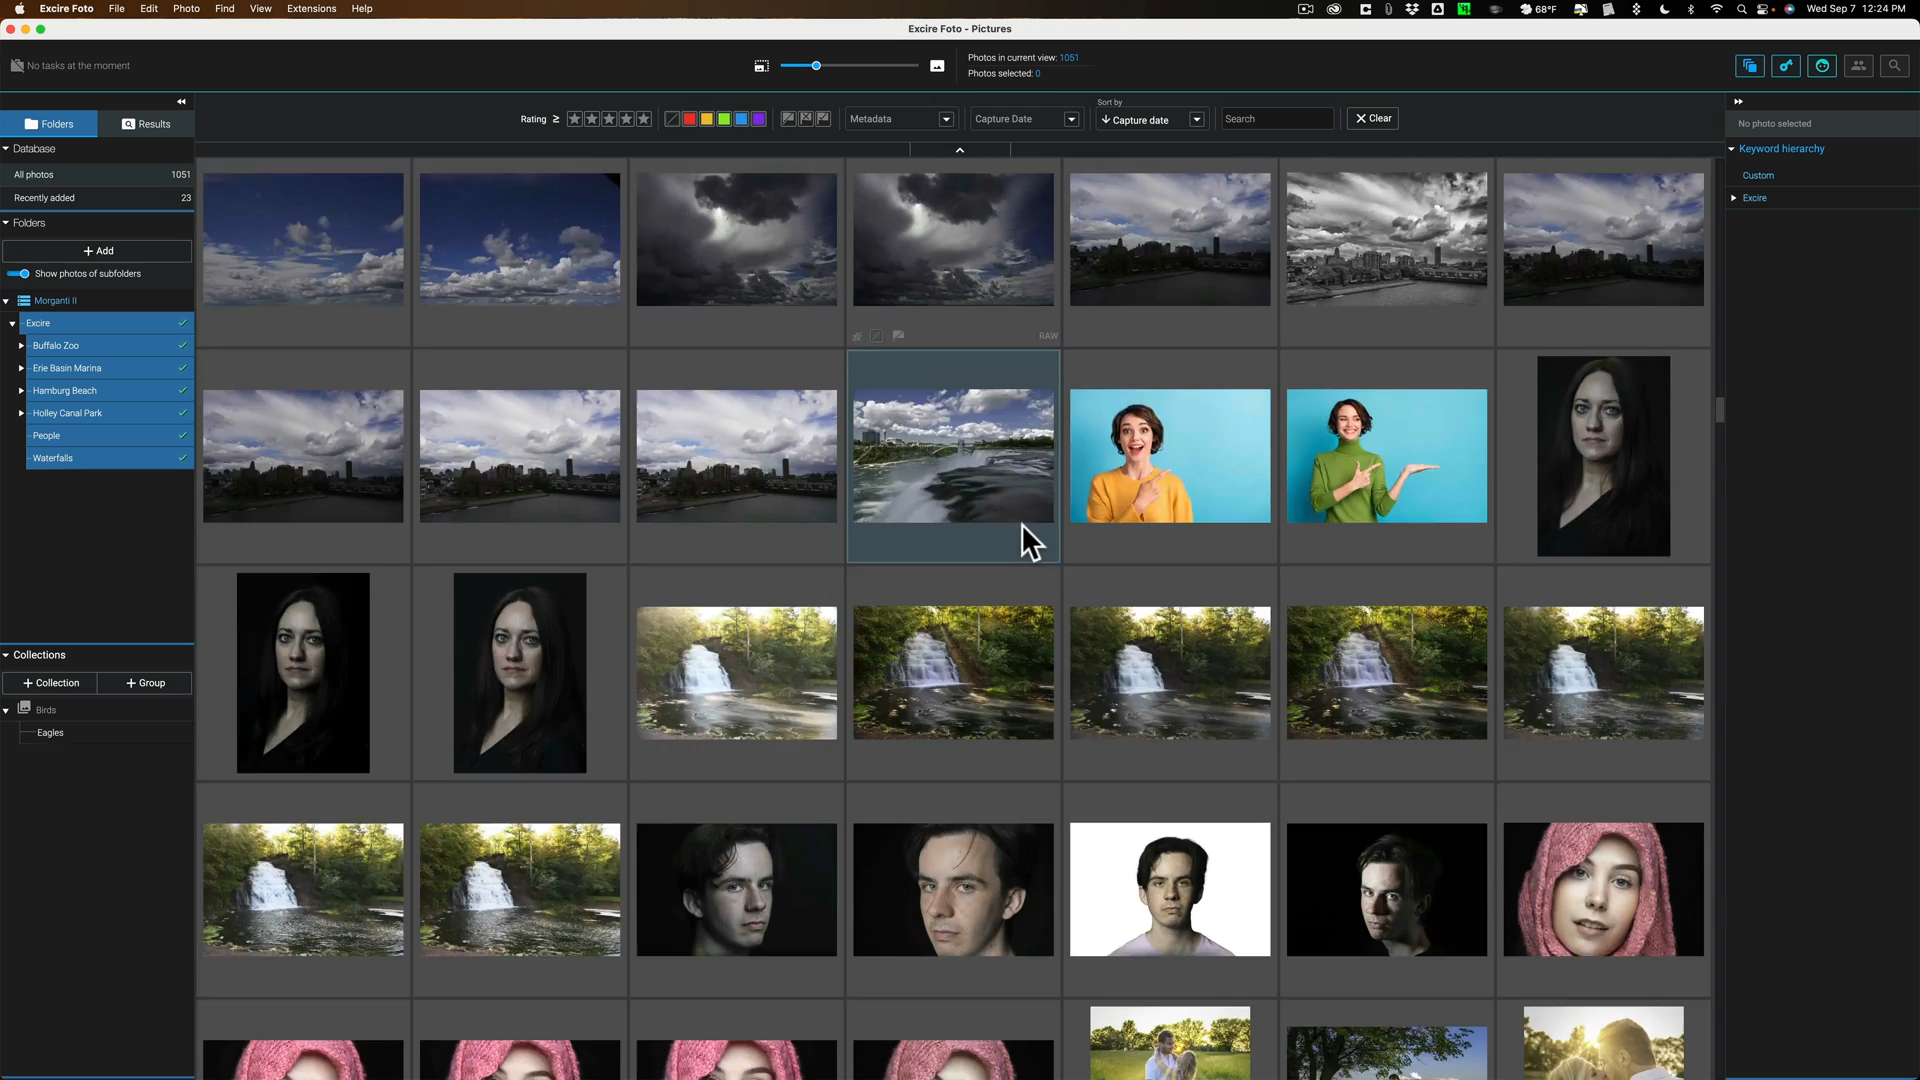 Excire Foto File Edit Photo Find View Extensions Help
68°F
Wed Sep 7 12:24 PM
Excire Foto - Pictures
No tasks at the moment
Photos in current view: 1051
Photos selected: 0
Folders
Results
Rating ≥
Metadata
Capture Date
Sort by
Capture date
Search
Clear
No photo selected
Database
All photos 1051
Recently added 23
Folders
+ Add
Show photos of subfolders
Morganti II
Excire
Buffalo Zoo
Erie Basin Marina
Hamburg Beach
Holley Canal Park
People
Waterfalls
Collections
+ Collection
+ Group
Birds
Eagles
RAW
Keyword hierarchy
Custom
Excire